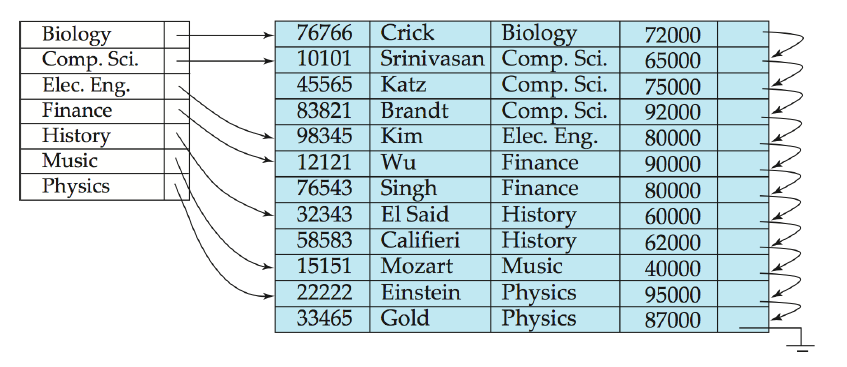 Biology
Comp. Sci.
Elec. Eng.
Finance
History
Music
Physics
76766 Crick Biology 72000
10101 Srinivasan Comp. Sci. 65000
45565 Katz Comp. Sci. 75000
83821 Brandt Comp. Sci. 92000
98345 Kim Elec. Eng. 80000
12121 Wu Finance 90000
76543 Singh Finance 80000
32343 El Said History 60000
58583 Califieri History 62000
15151 Mozart Music 40000
22222 Einstein Physics 95000
33465 Gold Physics 87000